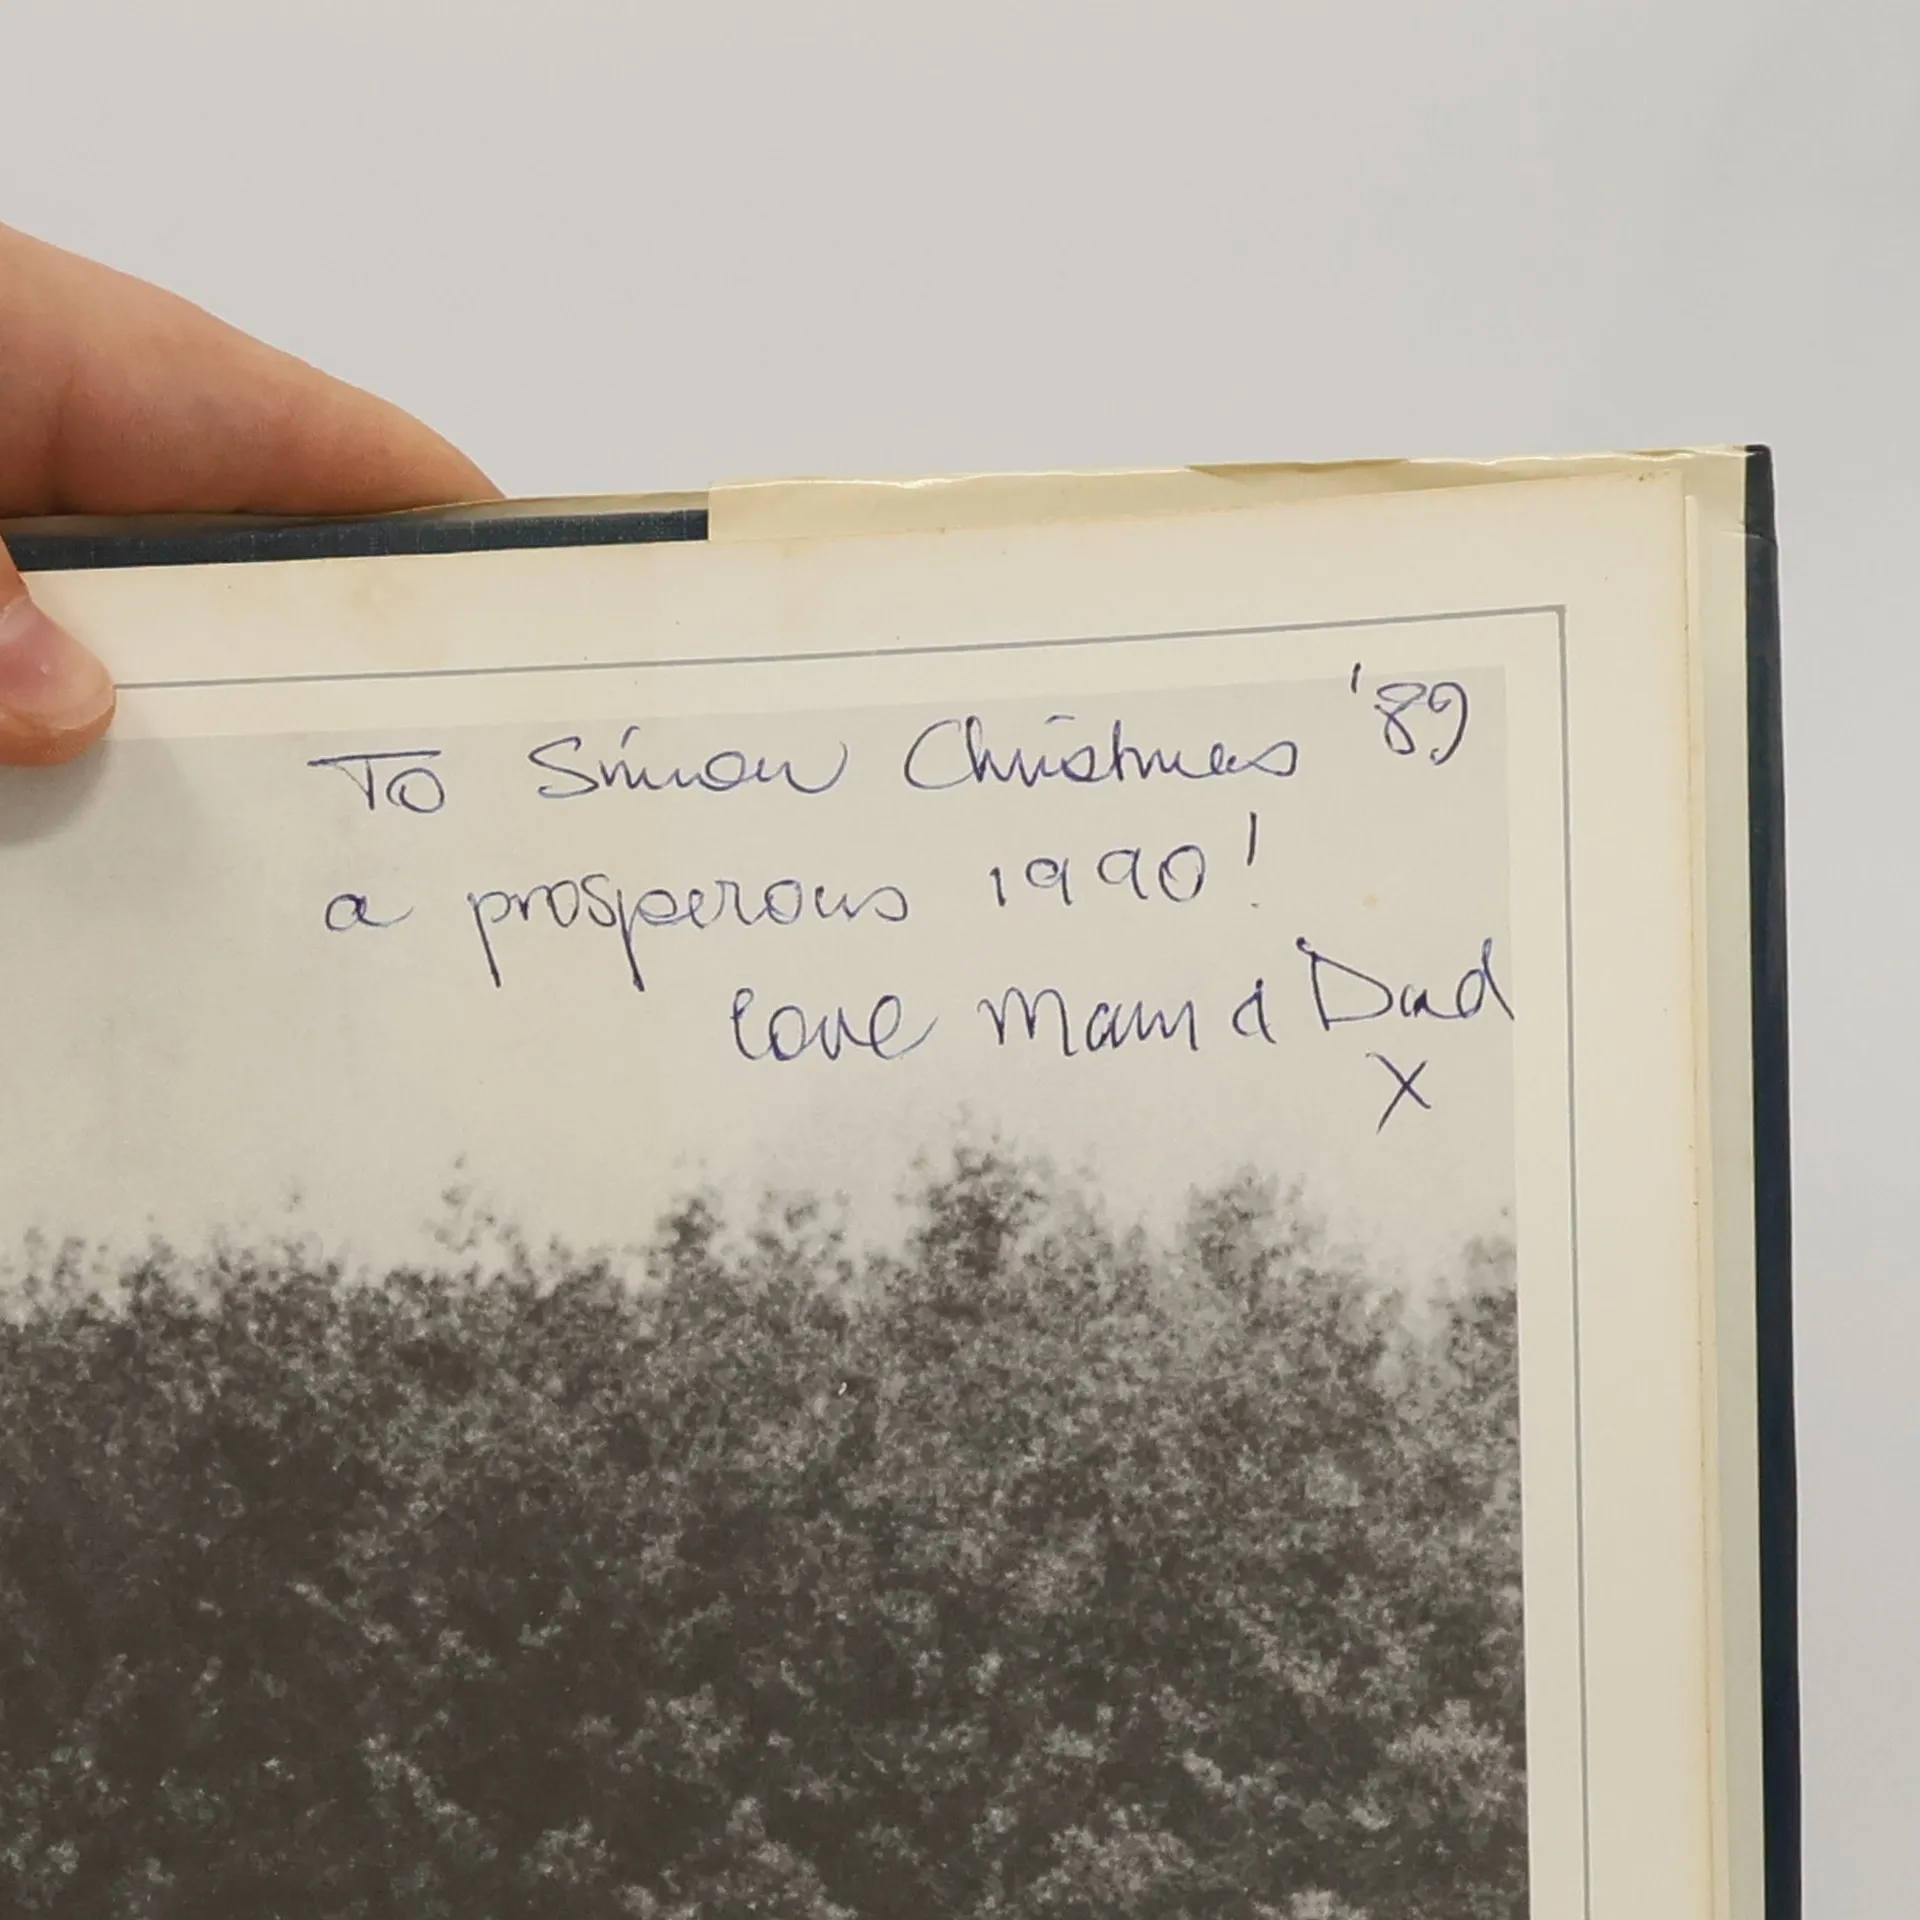 To Simon Christmas '89
a prosperous 1990!
love Mam & Dad
x